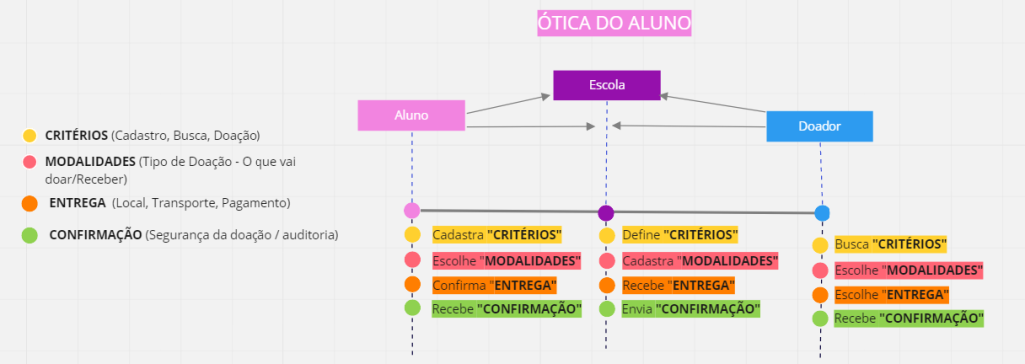 ÓTICA DO ALUNO
Escola
Aluno
Doador
CRITÉRIOS (Cadastro, Busca, Doação)
MODALIDADES (Tipo de Doação - O que vai
doar/Receber)
ENTREGA (Local, Transporte, Pagamento)
CONFIRMAÇÃO (Segurança da doação / auditoria)
Cadastra "CRITÉRIOS"
Escolhe "MODALIDADES"
Confirma "ENTREGA"
Recebe "CONFIRMAÇÃO"
Define "CRITÉRIOS"
Cadastra "MODALIDADES"
Recebe "ENTREGA"
Envia "CONFIRMAÇÃO"
Busca "CRITÉRIOS"
Escolhe "MODALIDADES"
Escolhe "ENTREGA"
Recebe "CONFIRMAÇÃO"